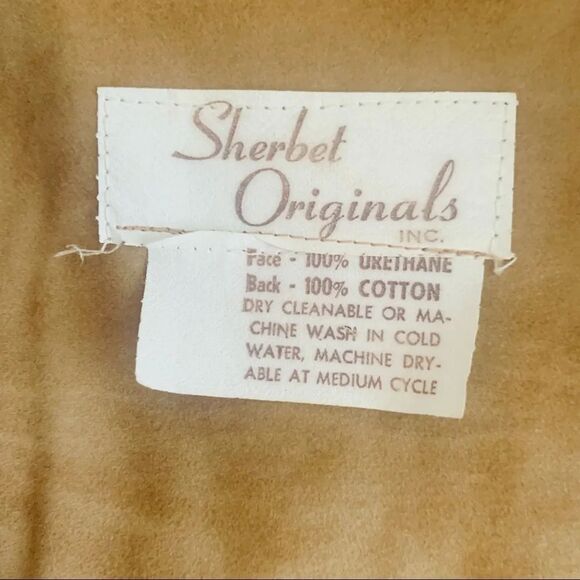 Sherbet
Originals
INC.
Face - 100% URETHANE
Back - 100% COTTON
DRY CLEANABLE OR MA-
CHINE WASH IN COLD
WATER, MACHINE DRY-
ABLE AT MEDIUM CYCLE